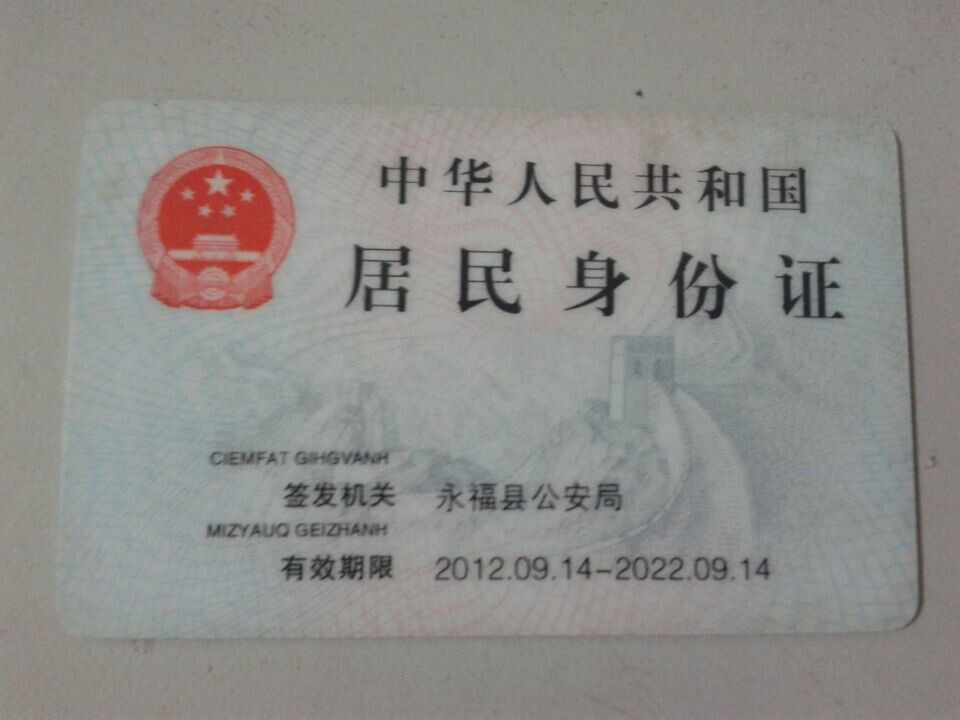 中华人民共和国
居民身份证
CIEMFAT GIHGVANH
签发机关 永福县公安局
MIZYAUQ GEIZHANH
有效期限 2012.09.14-2022.09.14